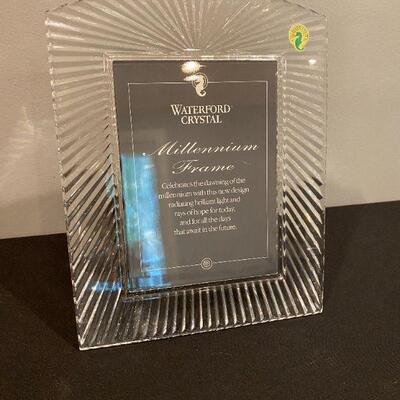 WATERFORD
CRYSTAL
Millennium
Frame
Celebrates the dawning of the
millennium with this new design
radiating brilliant light and
rays of hope for today,
and for all the days
that await in the future.